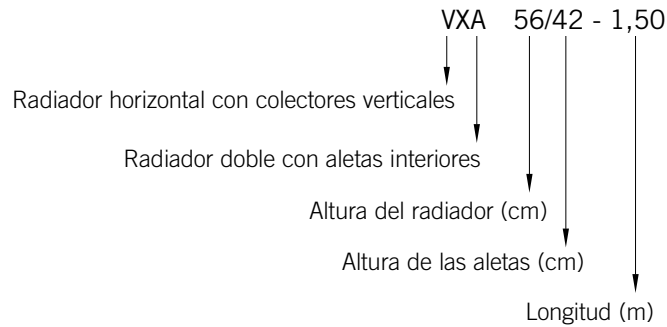 VXA 56/42 - 1,50
Radiador horizontal con colectores verticales
Radiador doble con aletas interiores
Altura del radiador (cm)
Altura de las aletas (cm)
Longitud (m)